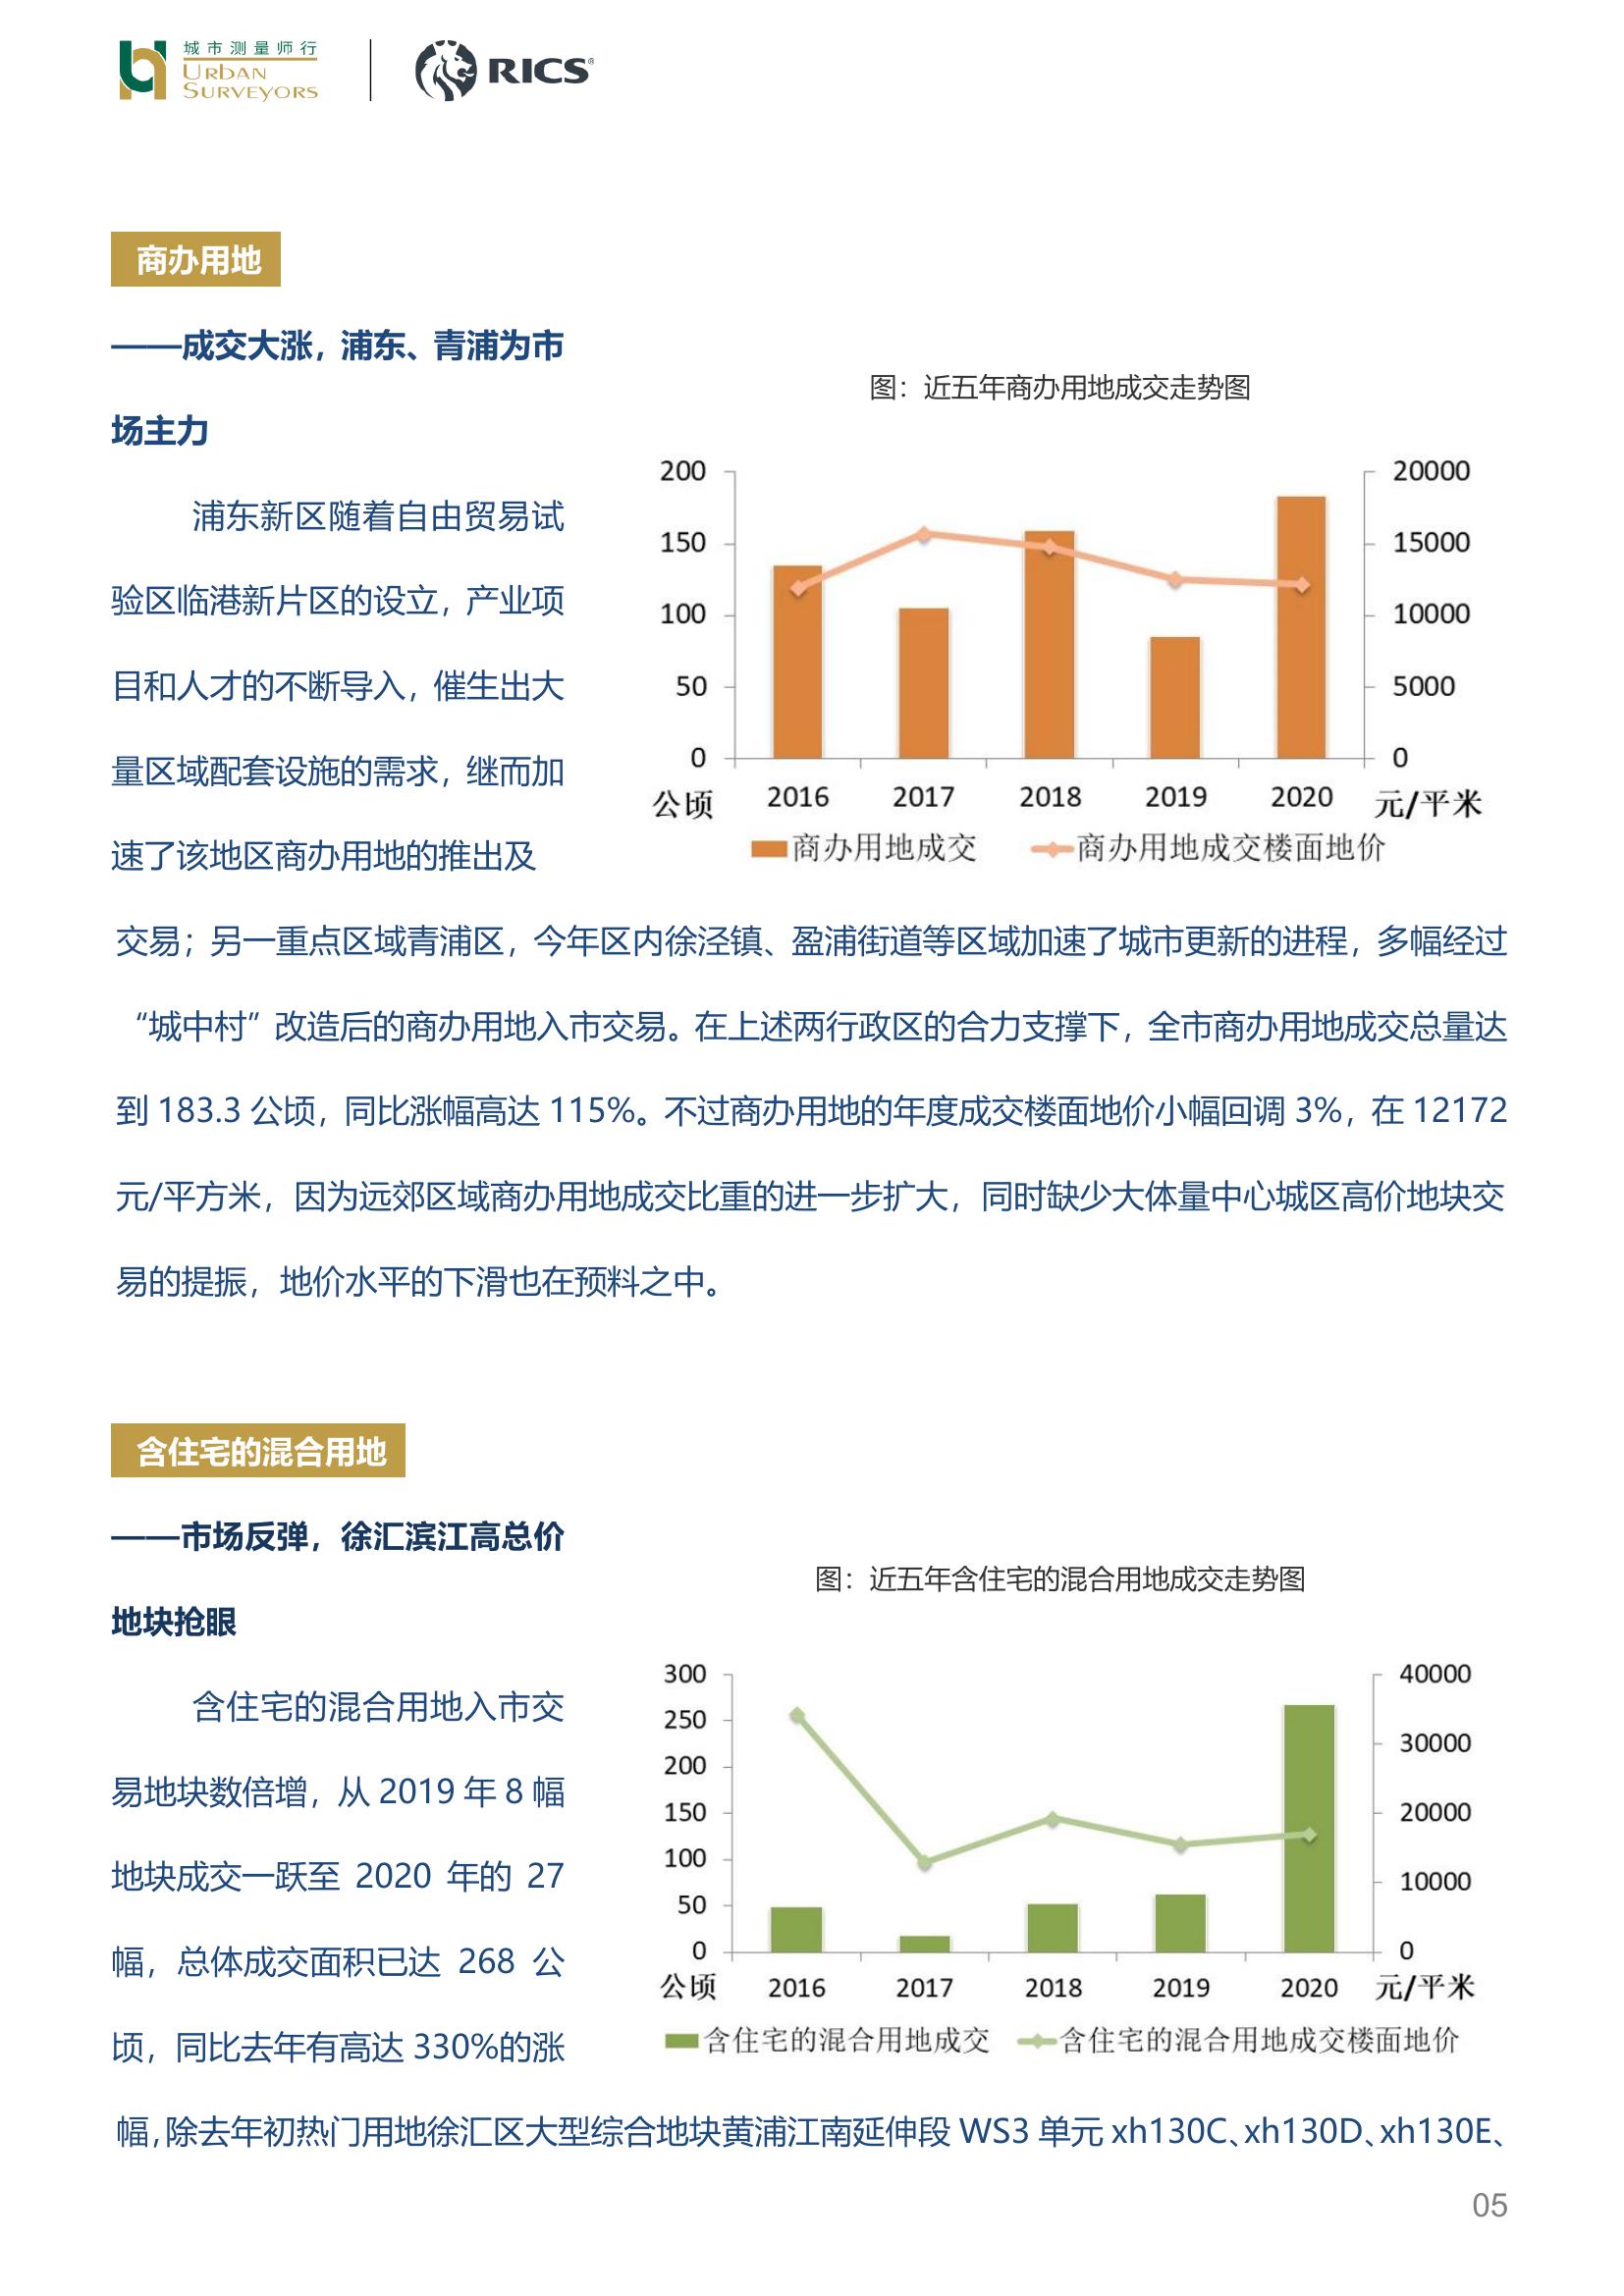 城市测量师行
URBAN
SURVEYORS
RICS®
商办用地
——成交大涨，浦东、青浦为市
场主力
浦东新区随着自由贸易试
验区临港新片区的设立，产业项
目和人才的不断导入，催生出大
量区域配套设施的需求，继而加
速了该地区商办用地的推出及
图：近五年商办用地成交走势图
200 20000
150 15000
100 10000
50 5000
0 0
公顷 2016 2017 2018 2019 2020 元/平米
商办用地成交 商办用地成交楼面地价
交易；另一重点区域青浦区，今年区内徐泾镇、盈浦街道等区域加速了城市更新的进程，多幅经过
“城中村”改造后的商办用地入市交易。在上述两行政区的合力支撑下，全市商办用地成交总量达
到 183.3 公顷，同比涨幅高达 115%。不过商办用地的年度成交楼面地价小幅回调 3%，在 12172
元/平方米，因为远郊区域商办用地成交比重的进一步扩大，同时缺少大体量中心城区高价地块交
易的提振，地价水平的下滑也在预料之中。
含住宅的混合用地
——市场反弹，徐汇滨江高总价
地块抢眼
含住宅的混合用地入市交
易地块数倍增，从 2019 年 8 幅
地块成交一跃至 2020 年的 27
幅，总体成交面积已达 268 公
顷，同比去年有高达 330%的涨
图：近五年含住宅的混合用地成交走势图
300 40000
250
200 30000
150 20000
100
50 10000
0 0
公顷 2016 2017 2018 2019 2020 元/平米
含住宅的混合用地成交 含住宅的混合用地成交楼面地价
幅，除去年初热门用地徐汇区大型综合地块黄浦江南延伸段 WS3 单元 xh130C、xh130D、xh130E、
05